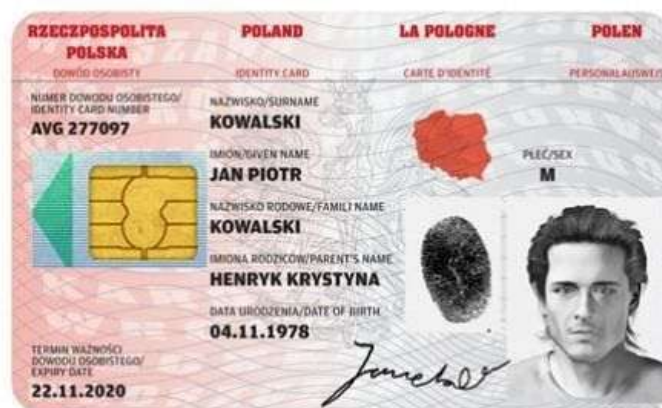 RZECZPOSPOLITA POLSKA
DOWÓD OSOBISTY
POLAND
IDENTITY CARD
LA POLOGNE
CARTE D'IDENTITÉ
POLEN
PERSONALAUSWEIS
NUMER DOWODU OSOBISTEGO/
IDENTITY CARD NUMBER
AVG 277097
NAZWISKO/SURNAME
KOWALSKI
IMION/GIVEN NAME
JAN PIOTR
PŁEĆ/SEX
M
NAZWISKO RODOWE/FAMILI NAME
KOWALSKI
IMIONA RODZICÓW/PARENT'S NAME
HENRYK KRYSTYNA
DATA URODZENIA/DATE OF BIRTH
04.11.1978
TERMIN WAŻNOŚCI
DOWODU OSOBISTEGO/
EXPIRY DATE
22.11.2020